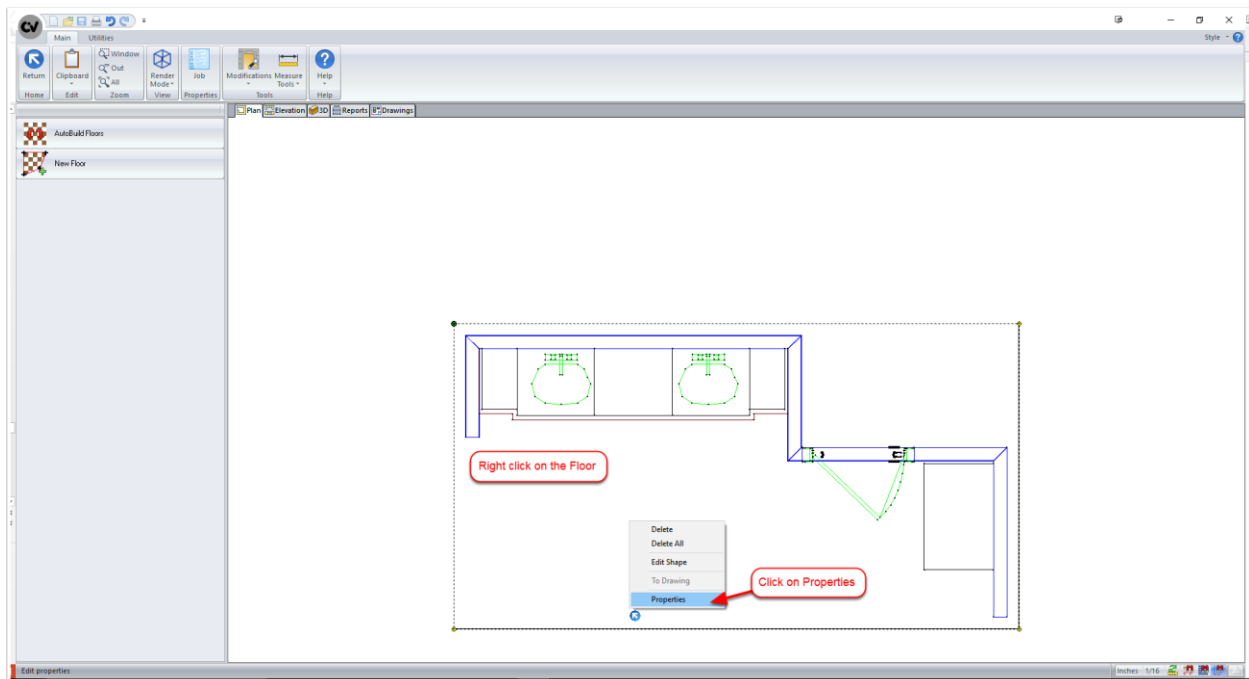 CV
Main Utilities
Style
Return
Clipboard
Window
Out
All
Render
Mode
Job
Modifications
Measure
Tools
Help
Home
Edit
Zoom
View
Properties
Tools
Help
Plan Elevation 3D Reports Drawings
AutoBuild Floors
New Floor
Right click on the Floor
Delete
Delete All
Edit Shape
To Drawing
Properties
Click on Properties
Edit properties
Inches 1/16